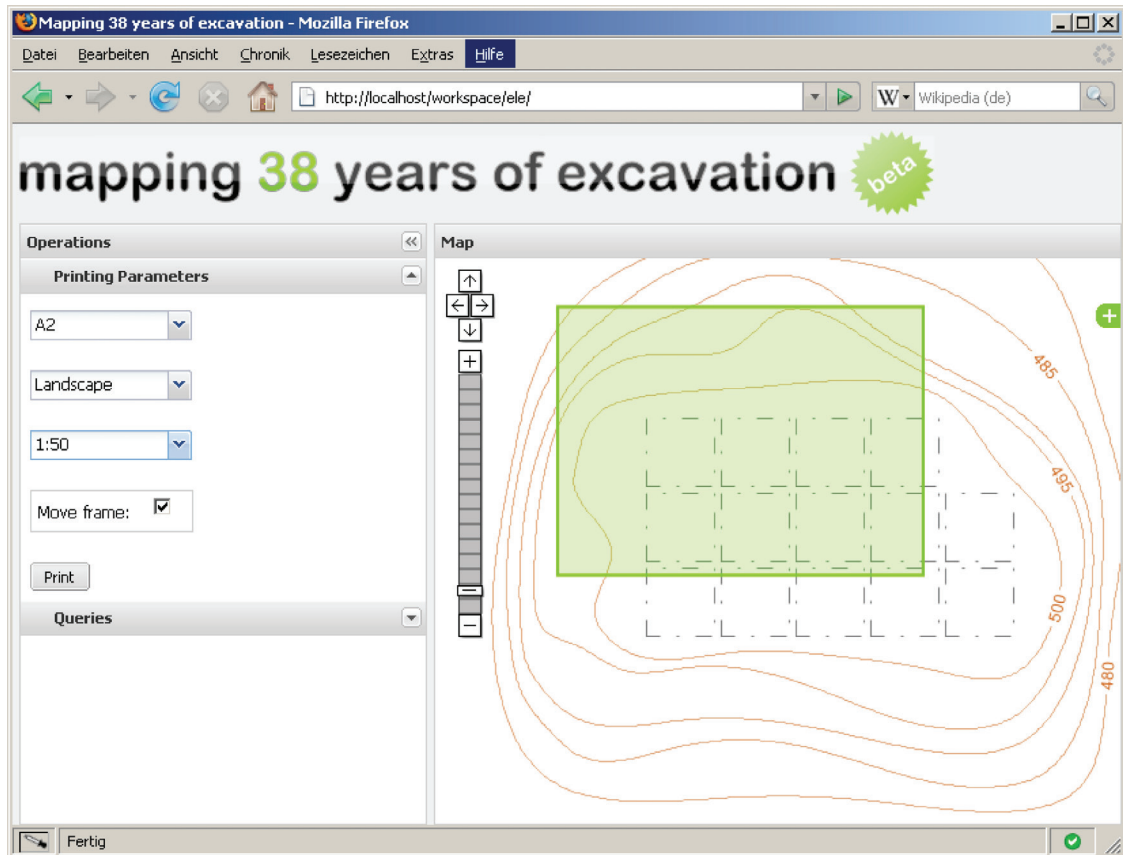 Mapping 38 years of excavation - Mozilla Firefox
Datei Bearbeiten Ansicht Chronik Lesezeichen Extras Hilfe
http://localhost/workspace/ele/ W Wikipedia (de)
mapping 38 years of excavation beta
Operations
Printing Parameters
A2
Landscape
1:50
Move frame:
Print
Queries
Map
485
495
500
480
Fertig